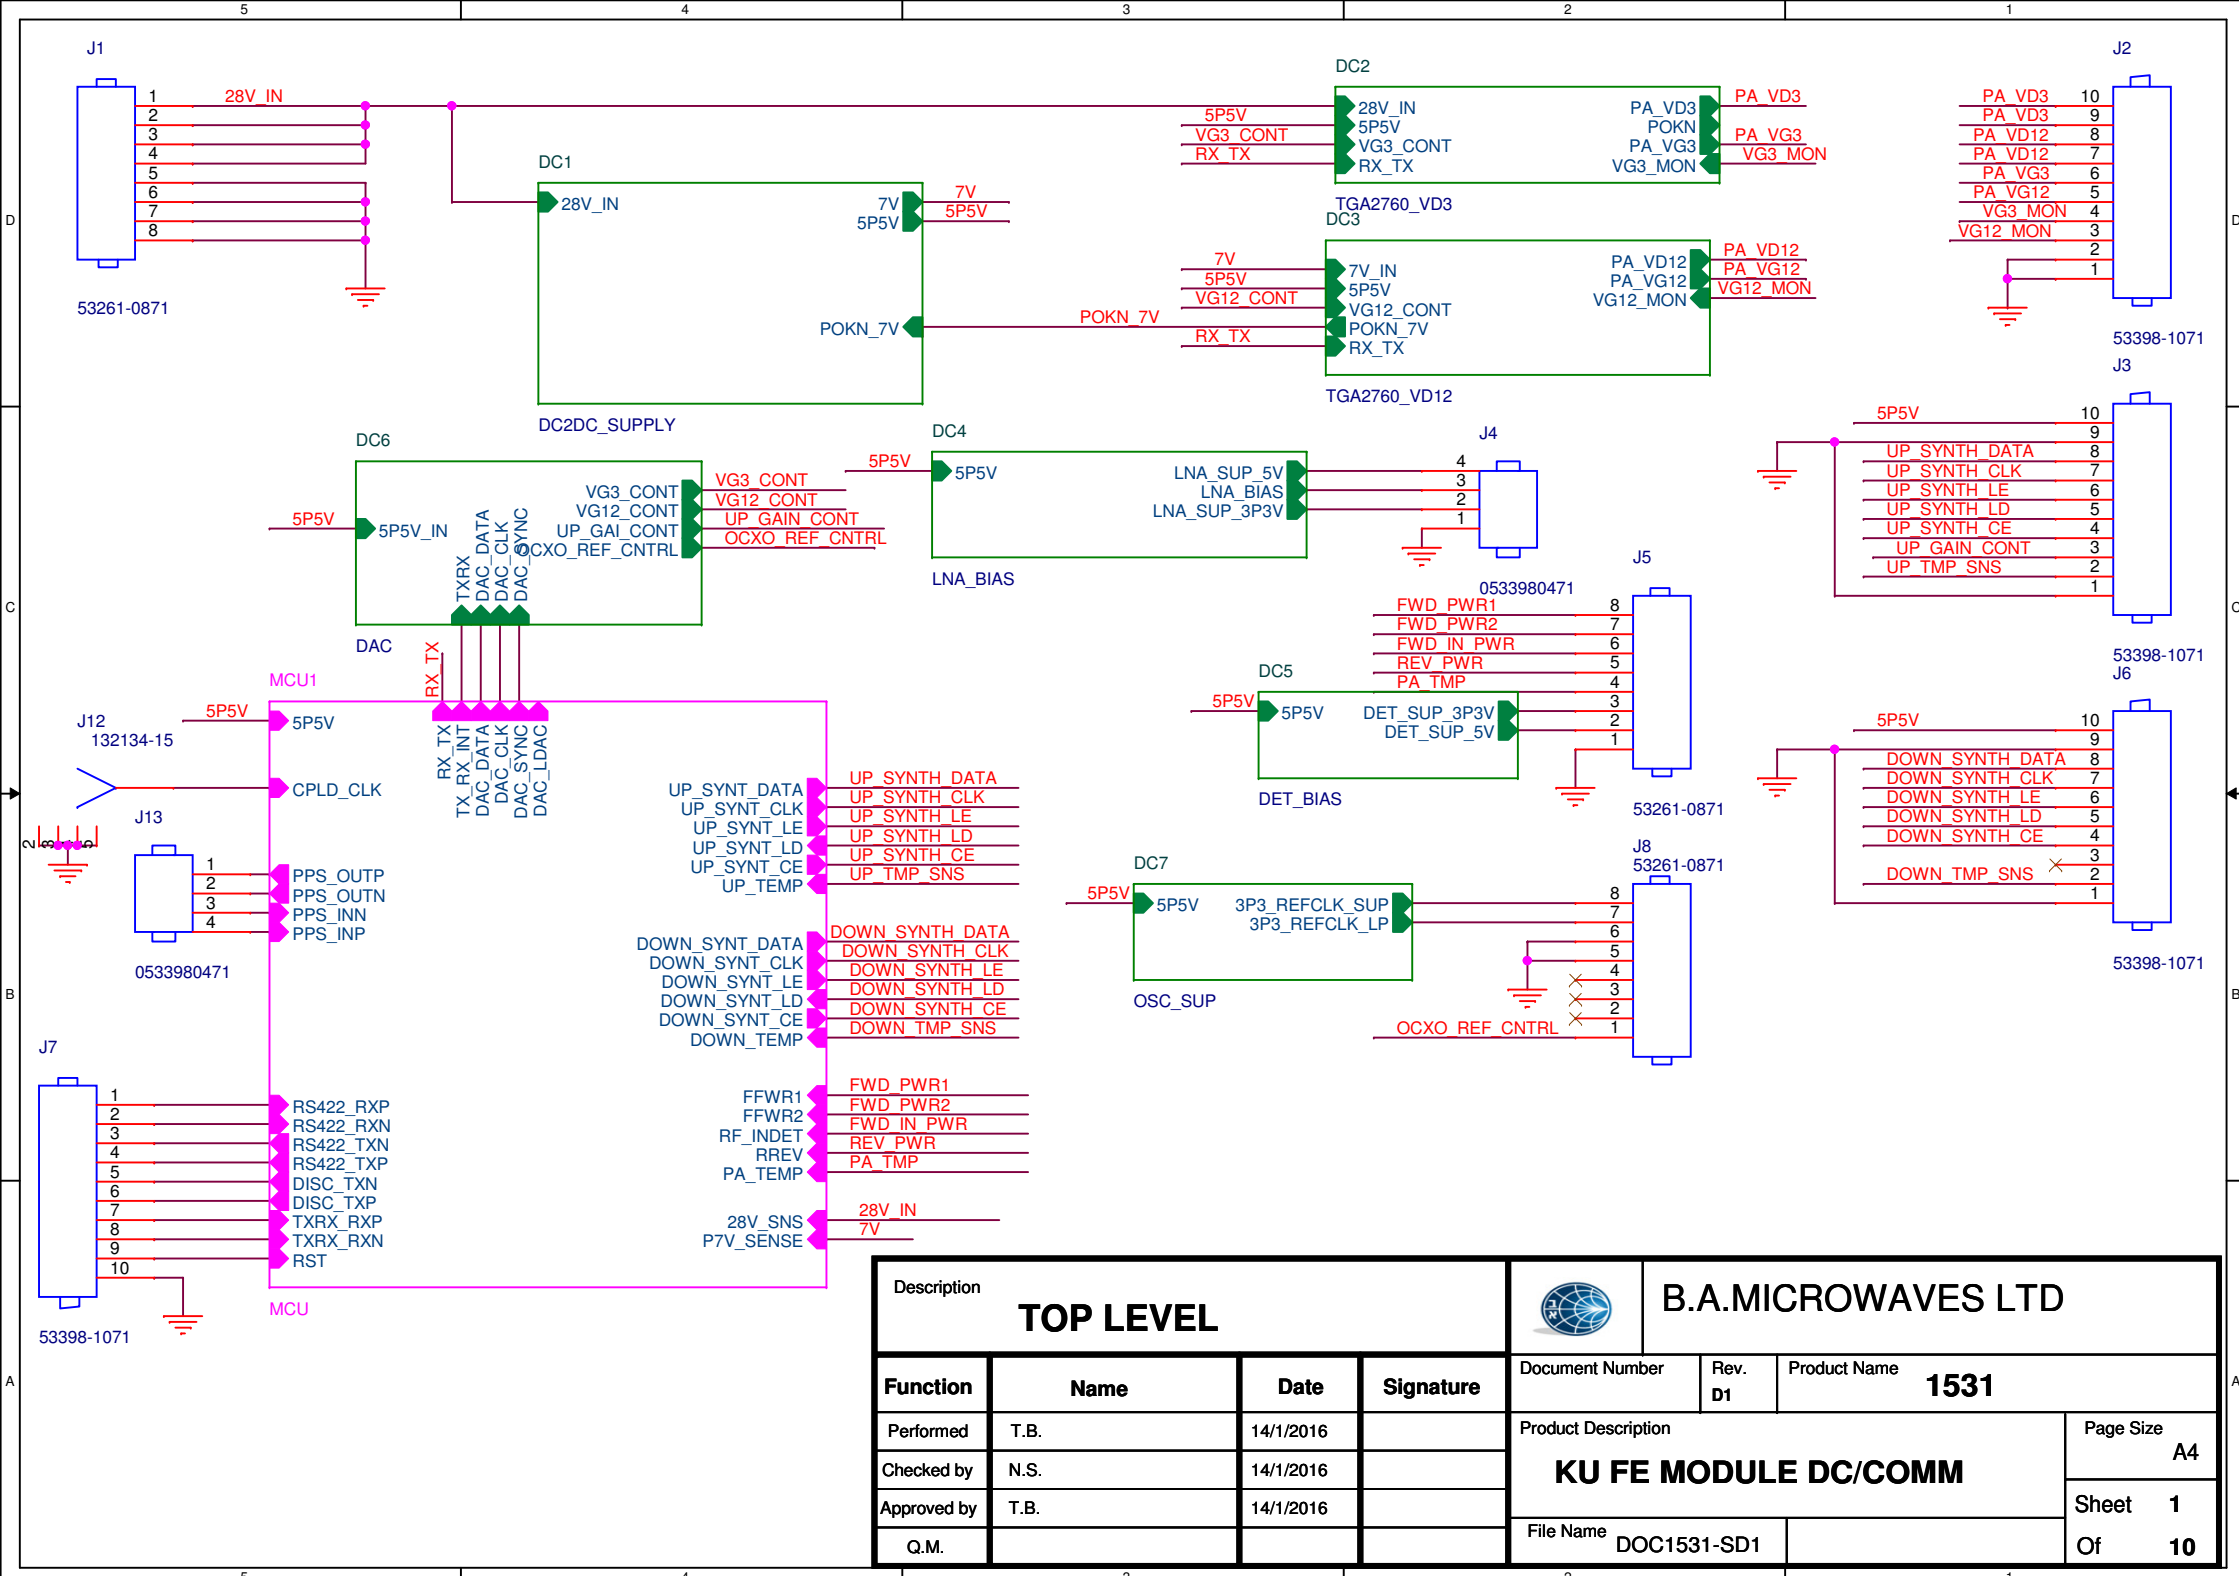 5 4 3 2 1
D
C
B
A
J1
1
2
3
4
5
6
7
8
28V_IN
53261-0871
DC1
28V_IN
7V
5P5V
POKN_7V
7V
5P5V
DC2DC_SUPPLY
POKN_7V
DC2
5P5V
VG3_CONT
RX_TX
28V_IN
5P5V
VG3_CONT
RX_TX
PA_VD3
POKN
PA_VG3
VG3_MON
PA_VD3
PA_VG3
VG3_MON
TGA2760_VD3
DC3
7V
5P5V
VG12_CONT
RX_TX
7V_IN
5P5V
VG12_CONT
POKN_7V
RX_TX
PA_VD12
PA_VG12
VG12_MON
PA_VD12
PA_VG12
VG12_MON
TGA2760_VD12
J2
PA_VD3 10
PA_VD3 9
PA_VD12 8
PA_VD12 7
PA_VG3 6
PA_VG12 5
VG3_MON 4
VG12_MON 3
2
1
53398-1071
J3
5P5V 10
9
UP_SYNTH_DATA 8
UP_SYNTH_CLK 7
UP_SYNTH_LE 6
UP_SYNTH_LD 5
UP_SYNTH_CE 4
UP_GAIN_CONT 3
UP_TMP_SNS 2
1
53398-1071
DC6
5P5V
5P5V_IN
VG3_CONT
VG12_CONT
UP_GAI_CONT
OCXO_REF_CNTRL
VG3_CONT
VG12_CONT
UP_GAIN_CONT
OCXO_REF_CNTRL
TXRX
DAC_DATA
DAC_CLK
DAC_SYNC
DAC
DC4
5P5V
5P5V
LNA_SUP_5V
LNA_BIAS
LNA_SUP_3P3V
LNA_BIAS
J4
4
3
2
1
0533980471
J5
FWD_PWR1 8
FWD_PWR2 7
FWD_IN_PWR 6
REV_PWR 5
PA_TMP 4
3
2
1
53261-0871
DC5
5P5V
5P5V
DET_SUP_3P3V
DET_SUP_5V
DET_BIAS
J6
5P5V 10
9
DOWN_SYNTH_DATA 8
DOWN_SYNTH_CLK 7
DOWN_SYNTH_LE 6
DOWN_SYNTH_LD 5
DOWN_SYNTH_CE 4
3
DOWN_TMP_SNS 2
1
53398-1071
DC7
5P5V
5P5V
3P3_REFCLK_SUP
3P3_REFCLK_LP
OSC_SUP
J8
53261-0871
8
7
6
5
4
3
2
OCXO_REF_CNTRL 1
MCU1
RX_TX
5P5V
5P5V
RX_TX
TX_RX_INT
DAC_DATA
DAC_CLK
DAC_SYNC
DAC_LDAC
J12
132134-15
CPLD_CLK
2 3 4 5
J13
1 PPS_OUTP
2 PPS_OUTN
3 PPS_INN
4 PPS_INP
0533980471
J7
1 RS422_RXP
2 RS422_RXN
3 RS422_TXN
4 RS422_TXP
5 DISC_TXN
6 DISC_TXP
7 TXRX_RXP
8 TXRX_RXN
9 RST
10
53398-1071
UP_SYNT_DATA UP_SYNTH_DATA
UP_SYNT_CLK UP_SYNTH_CLK
UP_SYNT_LE UP_SYNTH_LE
UP_SYNT_LD UP_SYNTH_LD
UP_SYNT_CE UP_SYNTH_CE
UP_TEMP UP_TMP_SNS
DOWN_SYNT_DATA DOWN_SYNTH_DATA
DOWN_SYNT_CLK DOWN_SYNTH_CLK
DOWN_SYNT_LE DOWN_SYNTH_LE
DOWN_SYNT_LD DOWN_SYNTH_LD
DOWN_SYNT_CE DOWN_SYNTH_CE
DOWN_TEMP DOWN_TMP_SNS
FFWR1 FWD_PWR1
FFWR2 FWD_PWR2
RF_INDET FWD_IN_PWR
RREV REV_PWR
PA_TEMP PA_TMP
28V_SNS 28V_IN
P7V_SENSE 7V
MCU
Description
TOP LEVEL
B.A.MICROWAVES LTD
Function Name Date Signature
Performed T.B. 14/1/2016
Checked by N.S. 14/1/2016
Approved by T.B. 14/1/2016
Q.M.
Document Number
Rev.
D1
Product Name
1531
Product Description
KU FE MODULE DC/COMM
Page Size
A4
File Name DOC1531-SD1
Sheet 1
Of 10